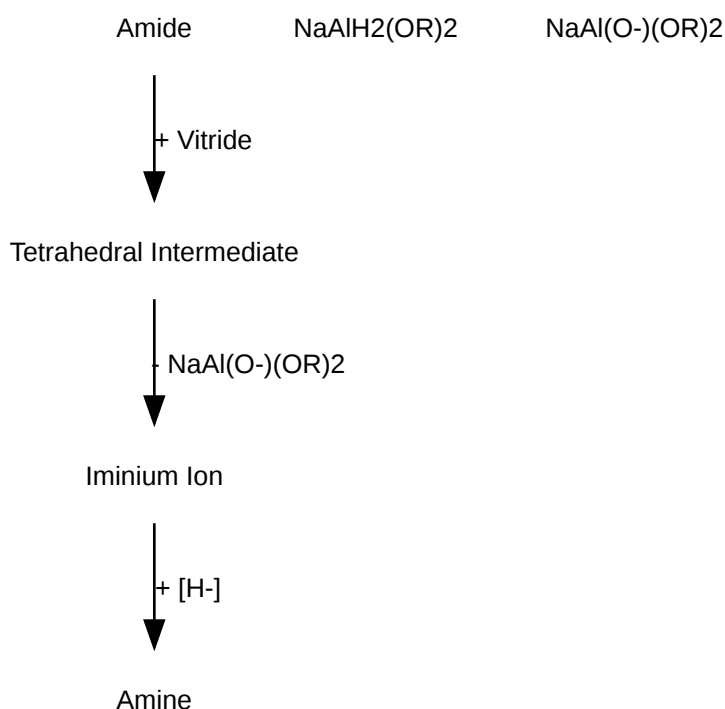 Amide NaAlH2(OR)2 NaAl(O-)(OR)2
+ Vitride
Tetrahedral Intermediate
- NaAl(O-)(OR)2
Iminium Ion
+ [H-]
Amine